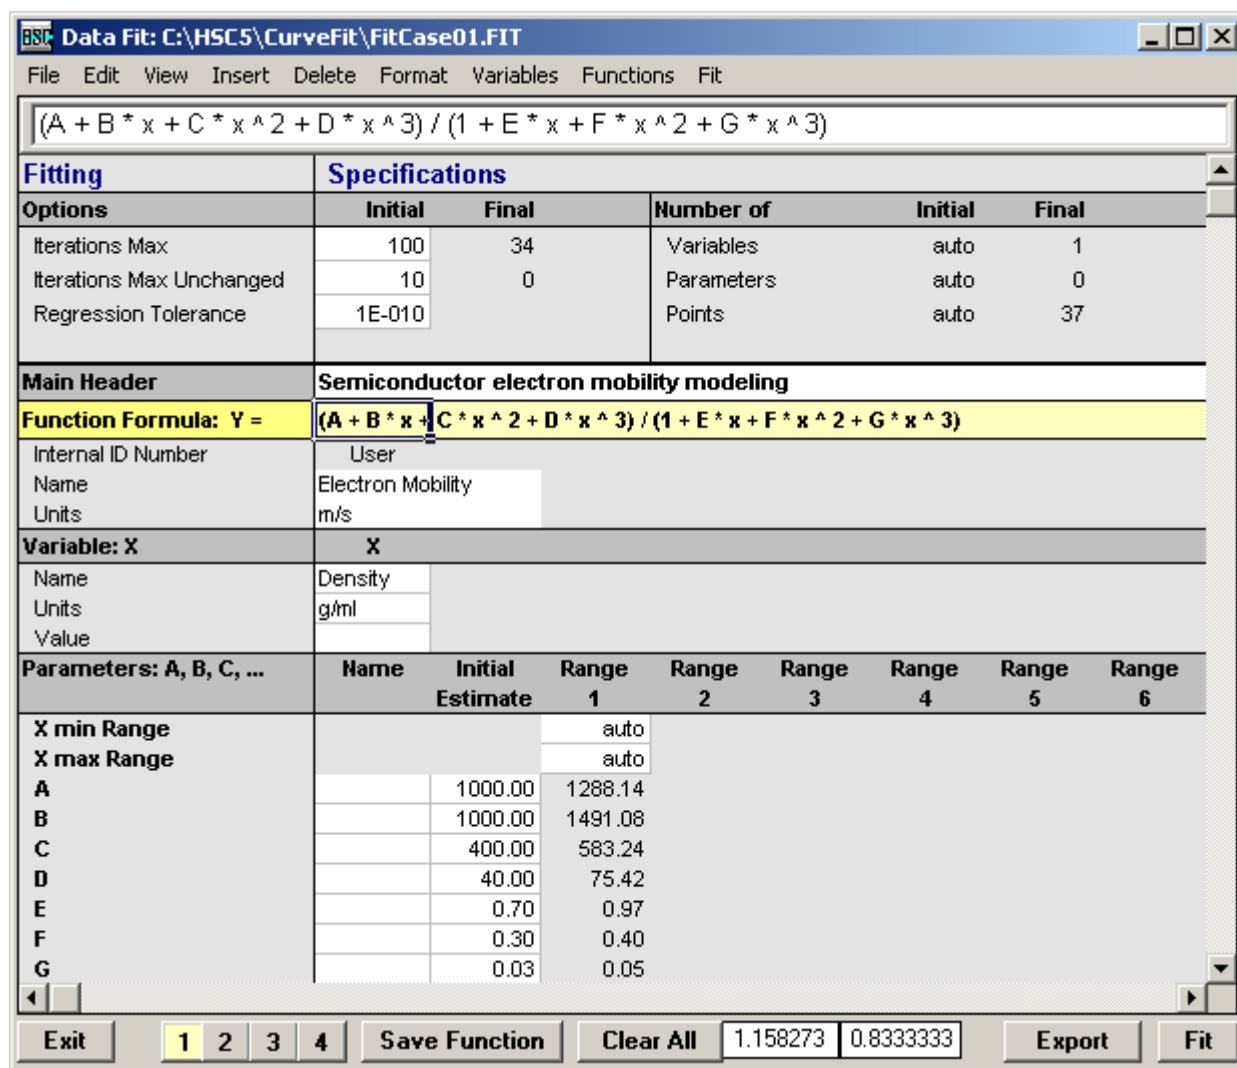 HSC Data Fit: C:\HSC5\CurveFit\FitCase01.FIT
File Edit View Insert Delete Format Variables Functions Fit
(A + B * x + C * x ^ 2 + D * x ^ 3) / (1 + E * x + F * x ^ 2 + G * x ^ 3)
Fitting Specifications
Options Initial Final Number of Initial Final
Iterations Max 100 34 Variables auto 1
Iterations Max Unchanged 10 0 Parameters auto 0
Regression Tolerance 1E-010 Points auto 37
Main Header Semiconductor electron mobility modeling
Function Formula: Y = (A + B * x + C * x ^ 2 + D * x ^ 3) / (1 + E * x + F * x ^ 2 + G * x ^ 3)
Internal ID Number User
Name Electron Mobility
Units m/s
Variable: X X
Name Density
Units g/ml
Value
Parameters: A, B, C, ... Name Initial Range Range Range Range Range Range
Estimate 1 2 3 4 5 6
X min Range auto
X max Range auto
A 1000.00 1288.14
B 1000.00 1491.08
C 400.00 583.24
D 40.00 75.42
E 0.70 0.97
F 0.30 0.40
G 0.03 0.05
Exit 1 2 3 4 Save Function Clear All 1.158273 0.8333333 Export Fit